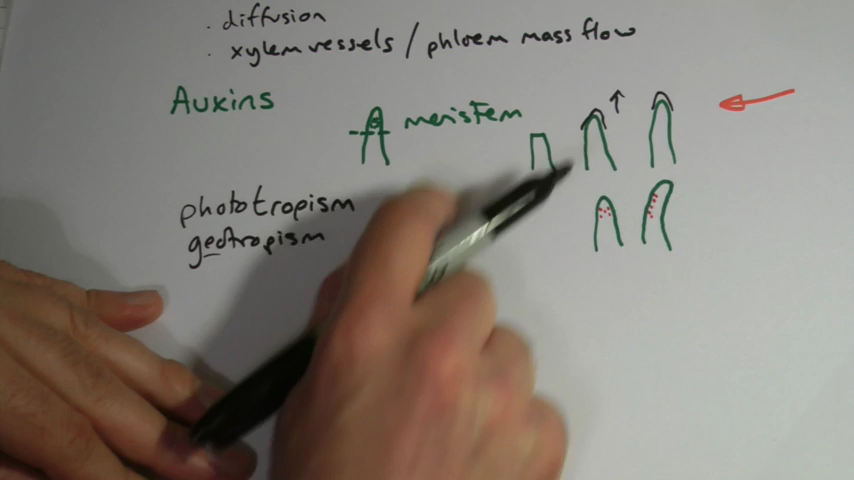 . diffusion
. xylem vessels / phloem mass flow
Auxins
meristem
phototropism
geotropism